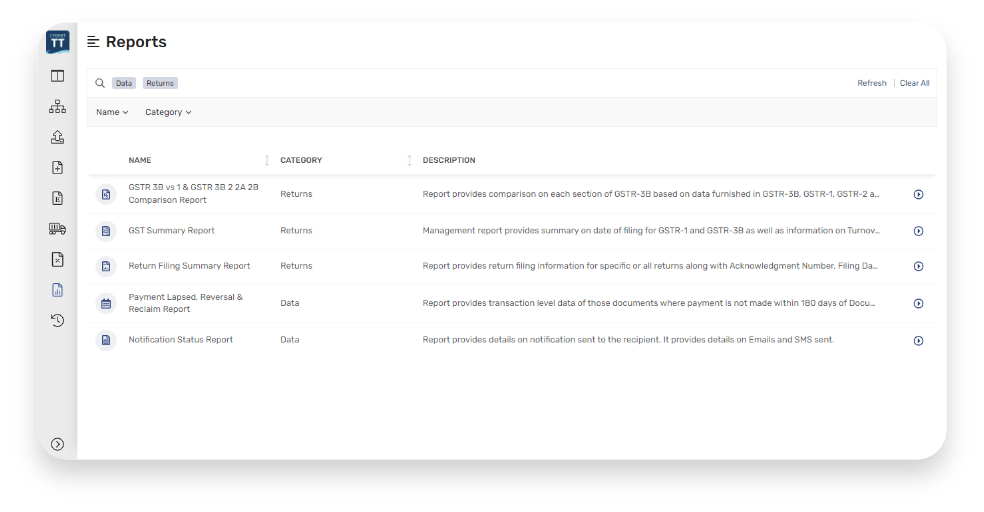 CYGNET
TT
Reports
Data Returns
Refresh | Clear All
Name Category
NAME CATEGORY DESCRIPTION
GSTR 3B vs 1 & GSTR 3B 2 2A 2B
Comparison Report
Returns
Report provides comparison on each section of GSTR-3B based on data furnished in GSTR-3B, GSTR-1, GSTR-2 a...
GST Summary Report
Returns
Management report provides summary on date of filing for GSTR-1 and GSTR-3B as well as information on Turnov...
Return Filing Summary Report
Returns
Report provides return filing information for specific or all returns along with Acknowledgment Number, Filing Da...
Payment Lapsed, Reversal &
Reclaim Report
Data
Report provides transaction level data of those documents where payment is not made within 180 days of Docu...
Notification Status Report
Data
Report provides details on notification sent to the recipient. It provides details on Emails and SMS sent.